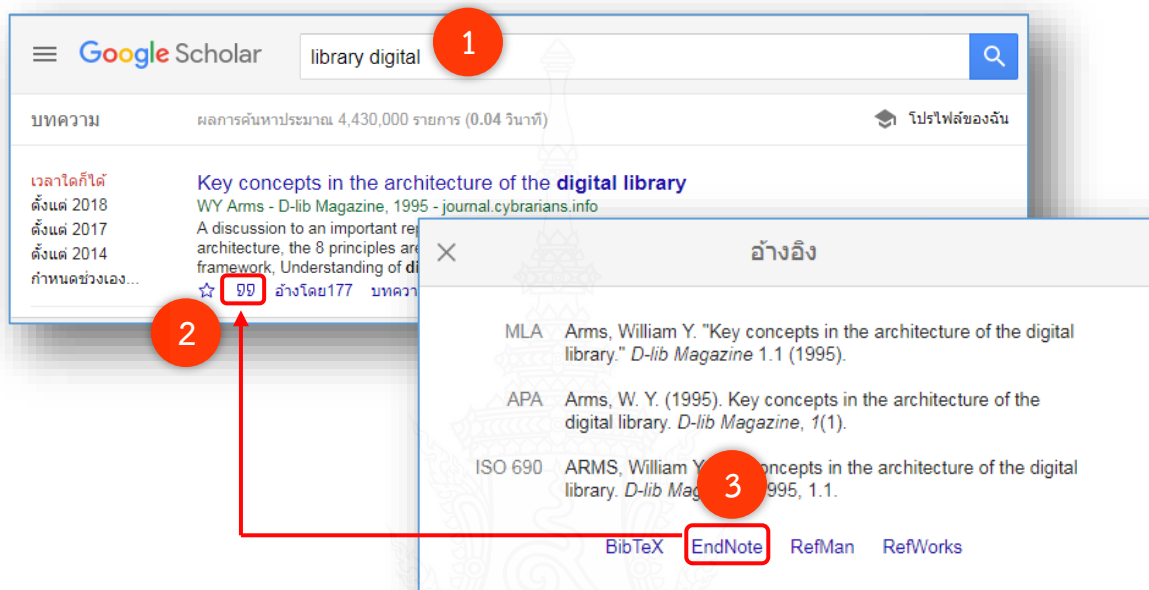 Google Scholar
library digital
1
บทความ
ผลการค้นหาประมาณ 4,430,000 รายการ (0.04 วินาที)
โปรไฟล์ของฉัน
เวลาใดก็ได้
ตั้งแต่ 2018
ตั้งแต่ 2017
ตั้งแต่ 2014
กำหนดช่วงเอง...
Key concepts in the architecture of the digital library
WY Arms - D-lib Magazine, 1995 - journal.cybrarians.info
A discussion to an important
architecture, the 8 principles are
framework, Understanding of
อ้างโดย177
2
อ้างอิง
MLA Arms, William Y. "Key concepts in the architecture of the digital
library." D-lib Magazine 1.1 (1995).
APA Arms, W. Y. (1995). Key concepts in the architecture of the
digital library. D-lib Magazine, 1(1).
ISO 690 ARMS, William in the architecture of the digital
library. D-lib 1.1.
3
BibTeX EndNote RefMan RefWorks